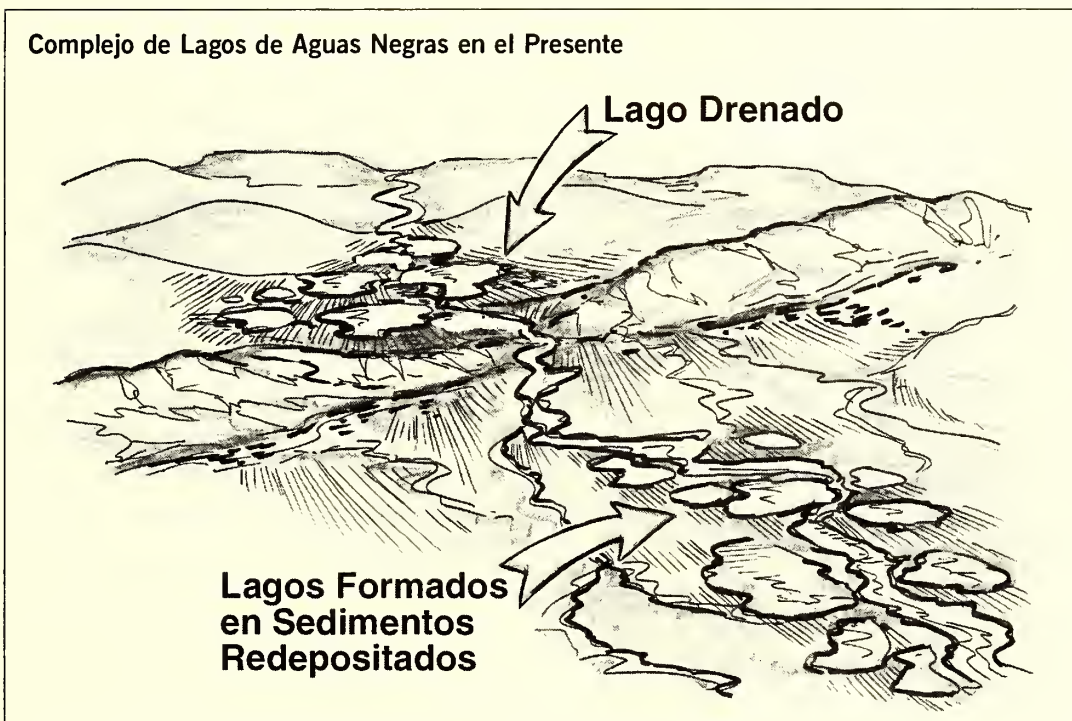 Complejo de Lagos de Aguas Negras en el Presente
Lago Drenado
Lagos Formados
en Sedimentos
Redepositados